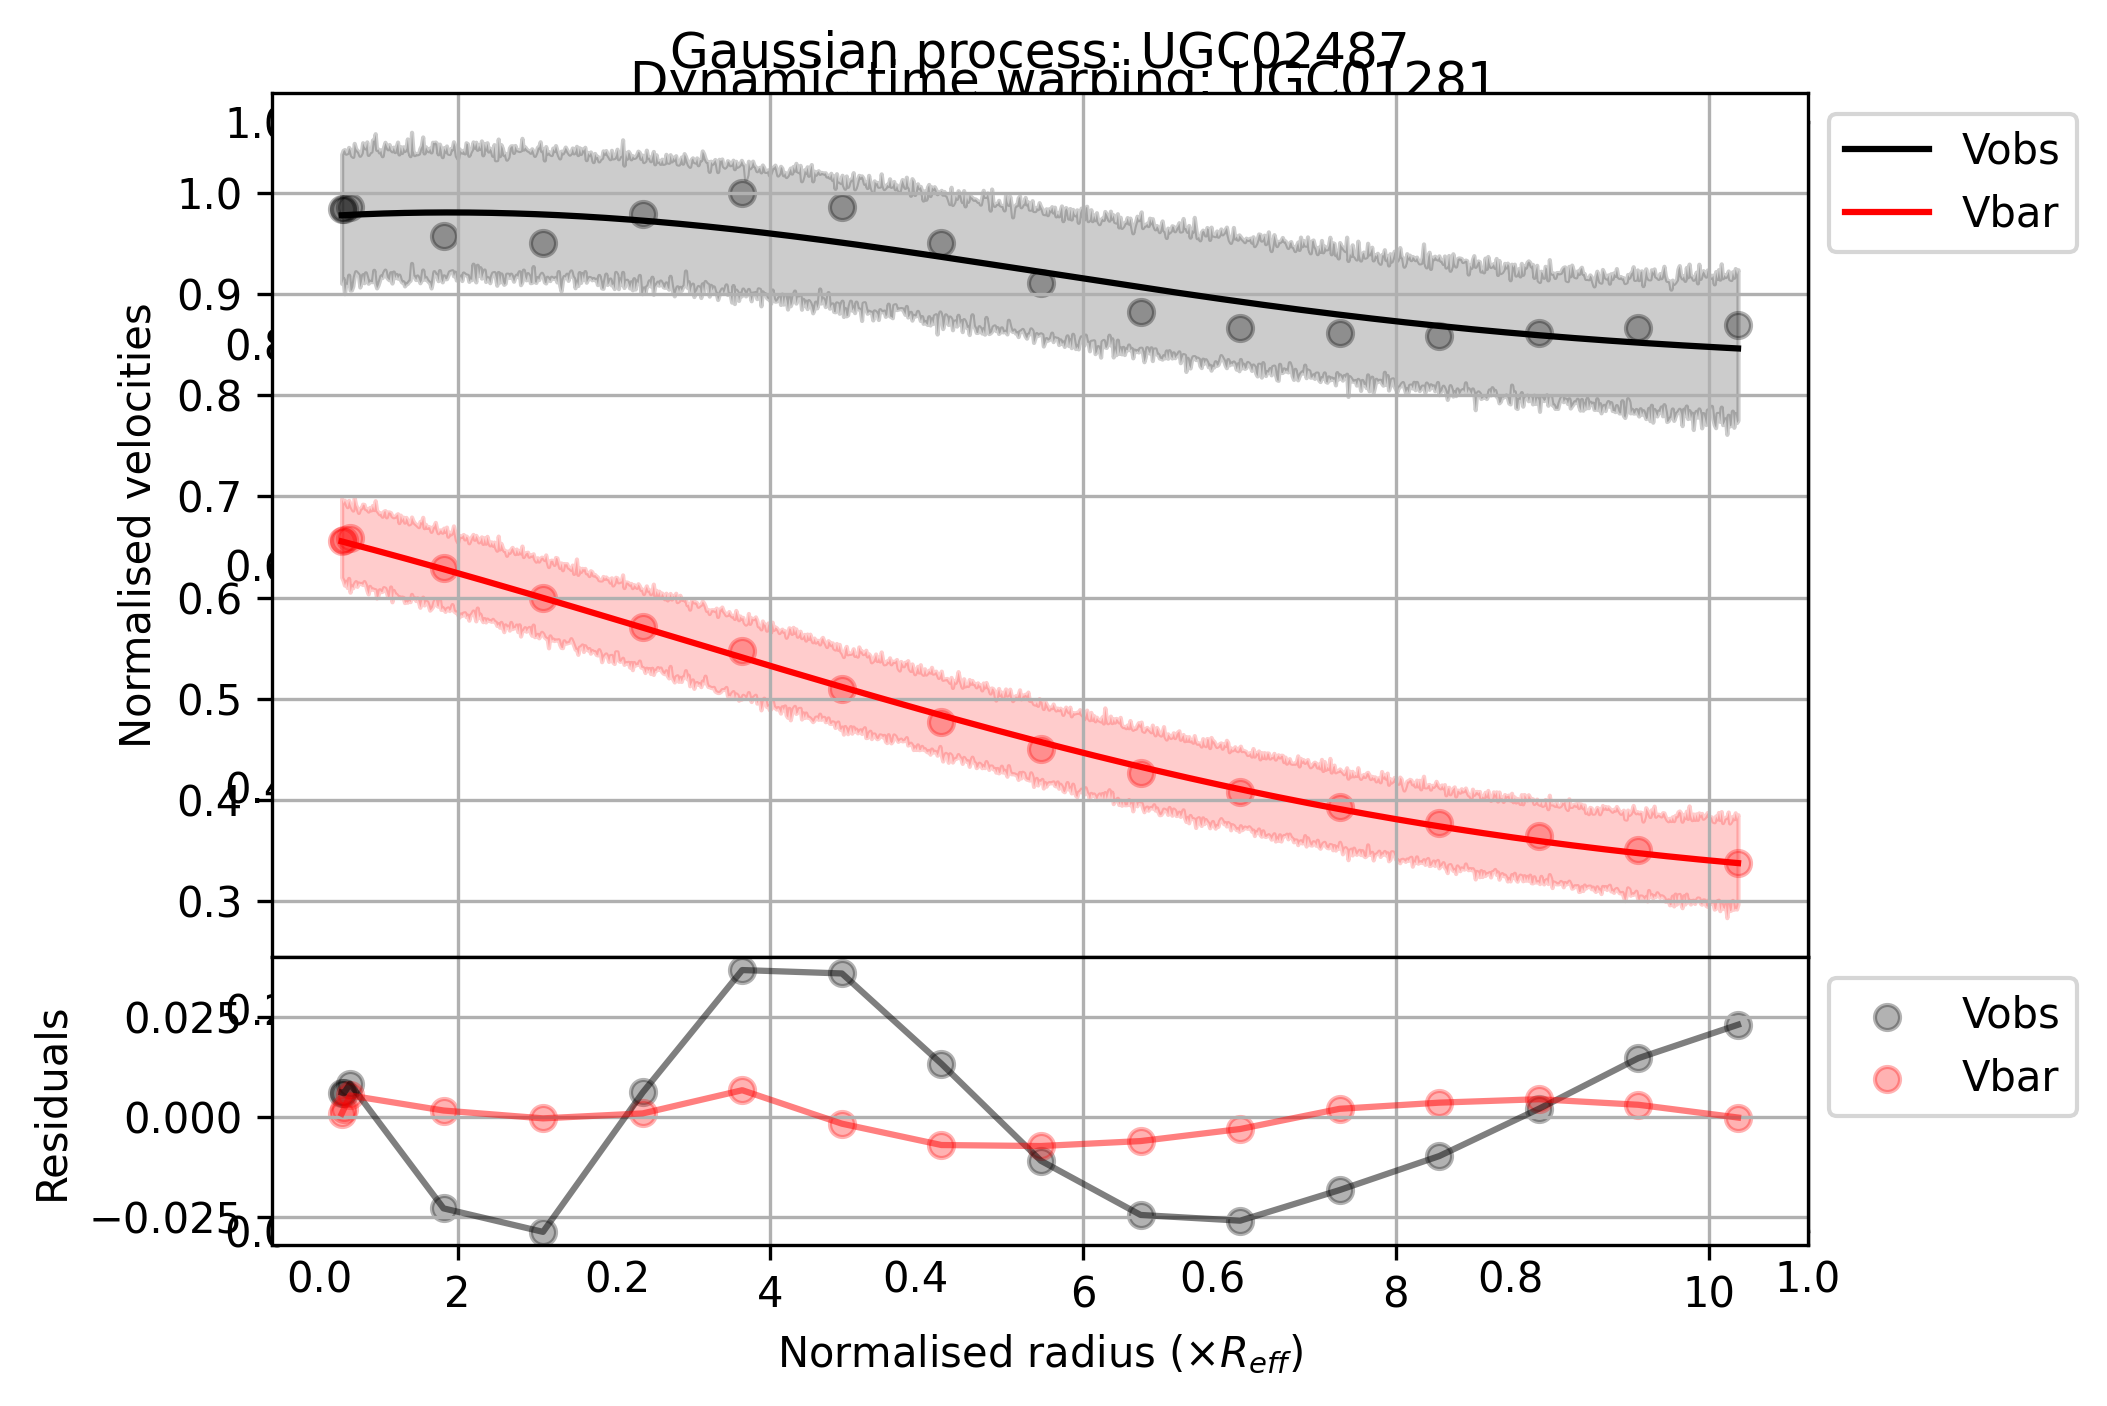 Gaussian process: UGC02487
Dynamic time warping: UGC01281
Vobs
Vbar
1.0
0.9
0.8
0.7
0.6
0.5
0.4
0.3
Normalised velocities
Vobs
Vbar
0.025
0.000
−0.025
Residuals
0.0 0.2 0.4 0.6 0.8 1.0
2 4 6 8 10
Normalised radius (×R_eff)